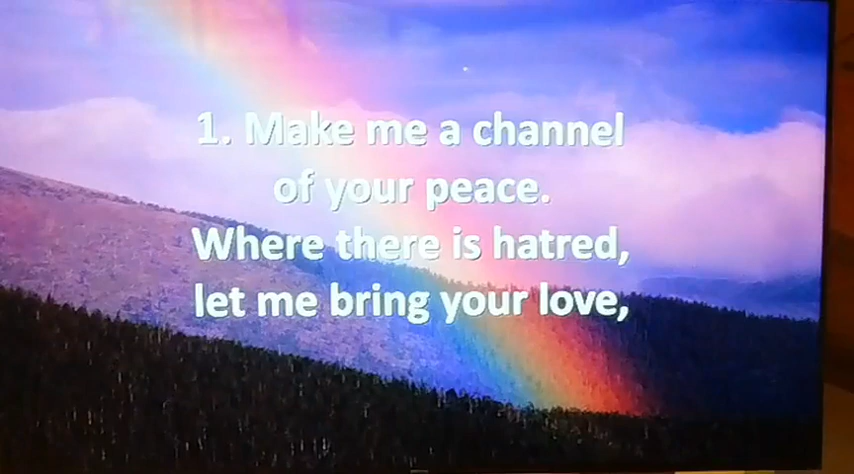 1. Make me a channel
of your peace.
Where there is hatred,
let me bring your love,